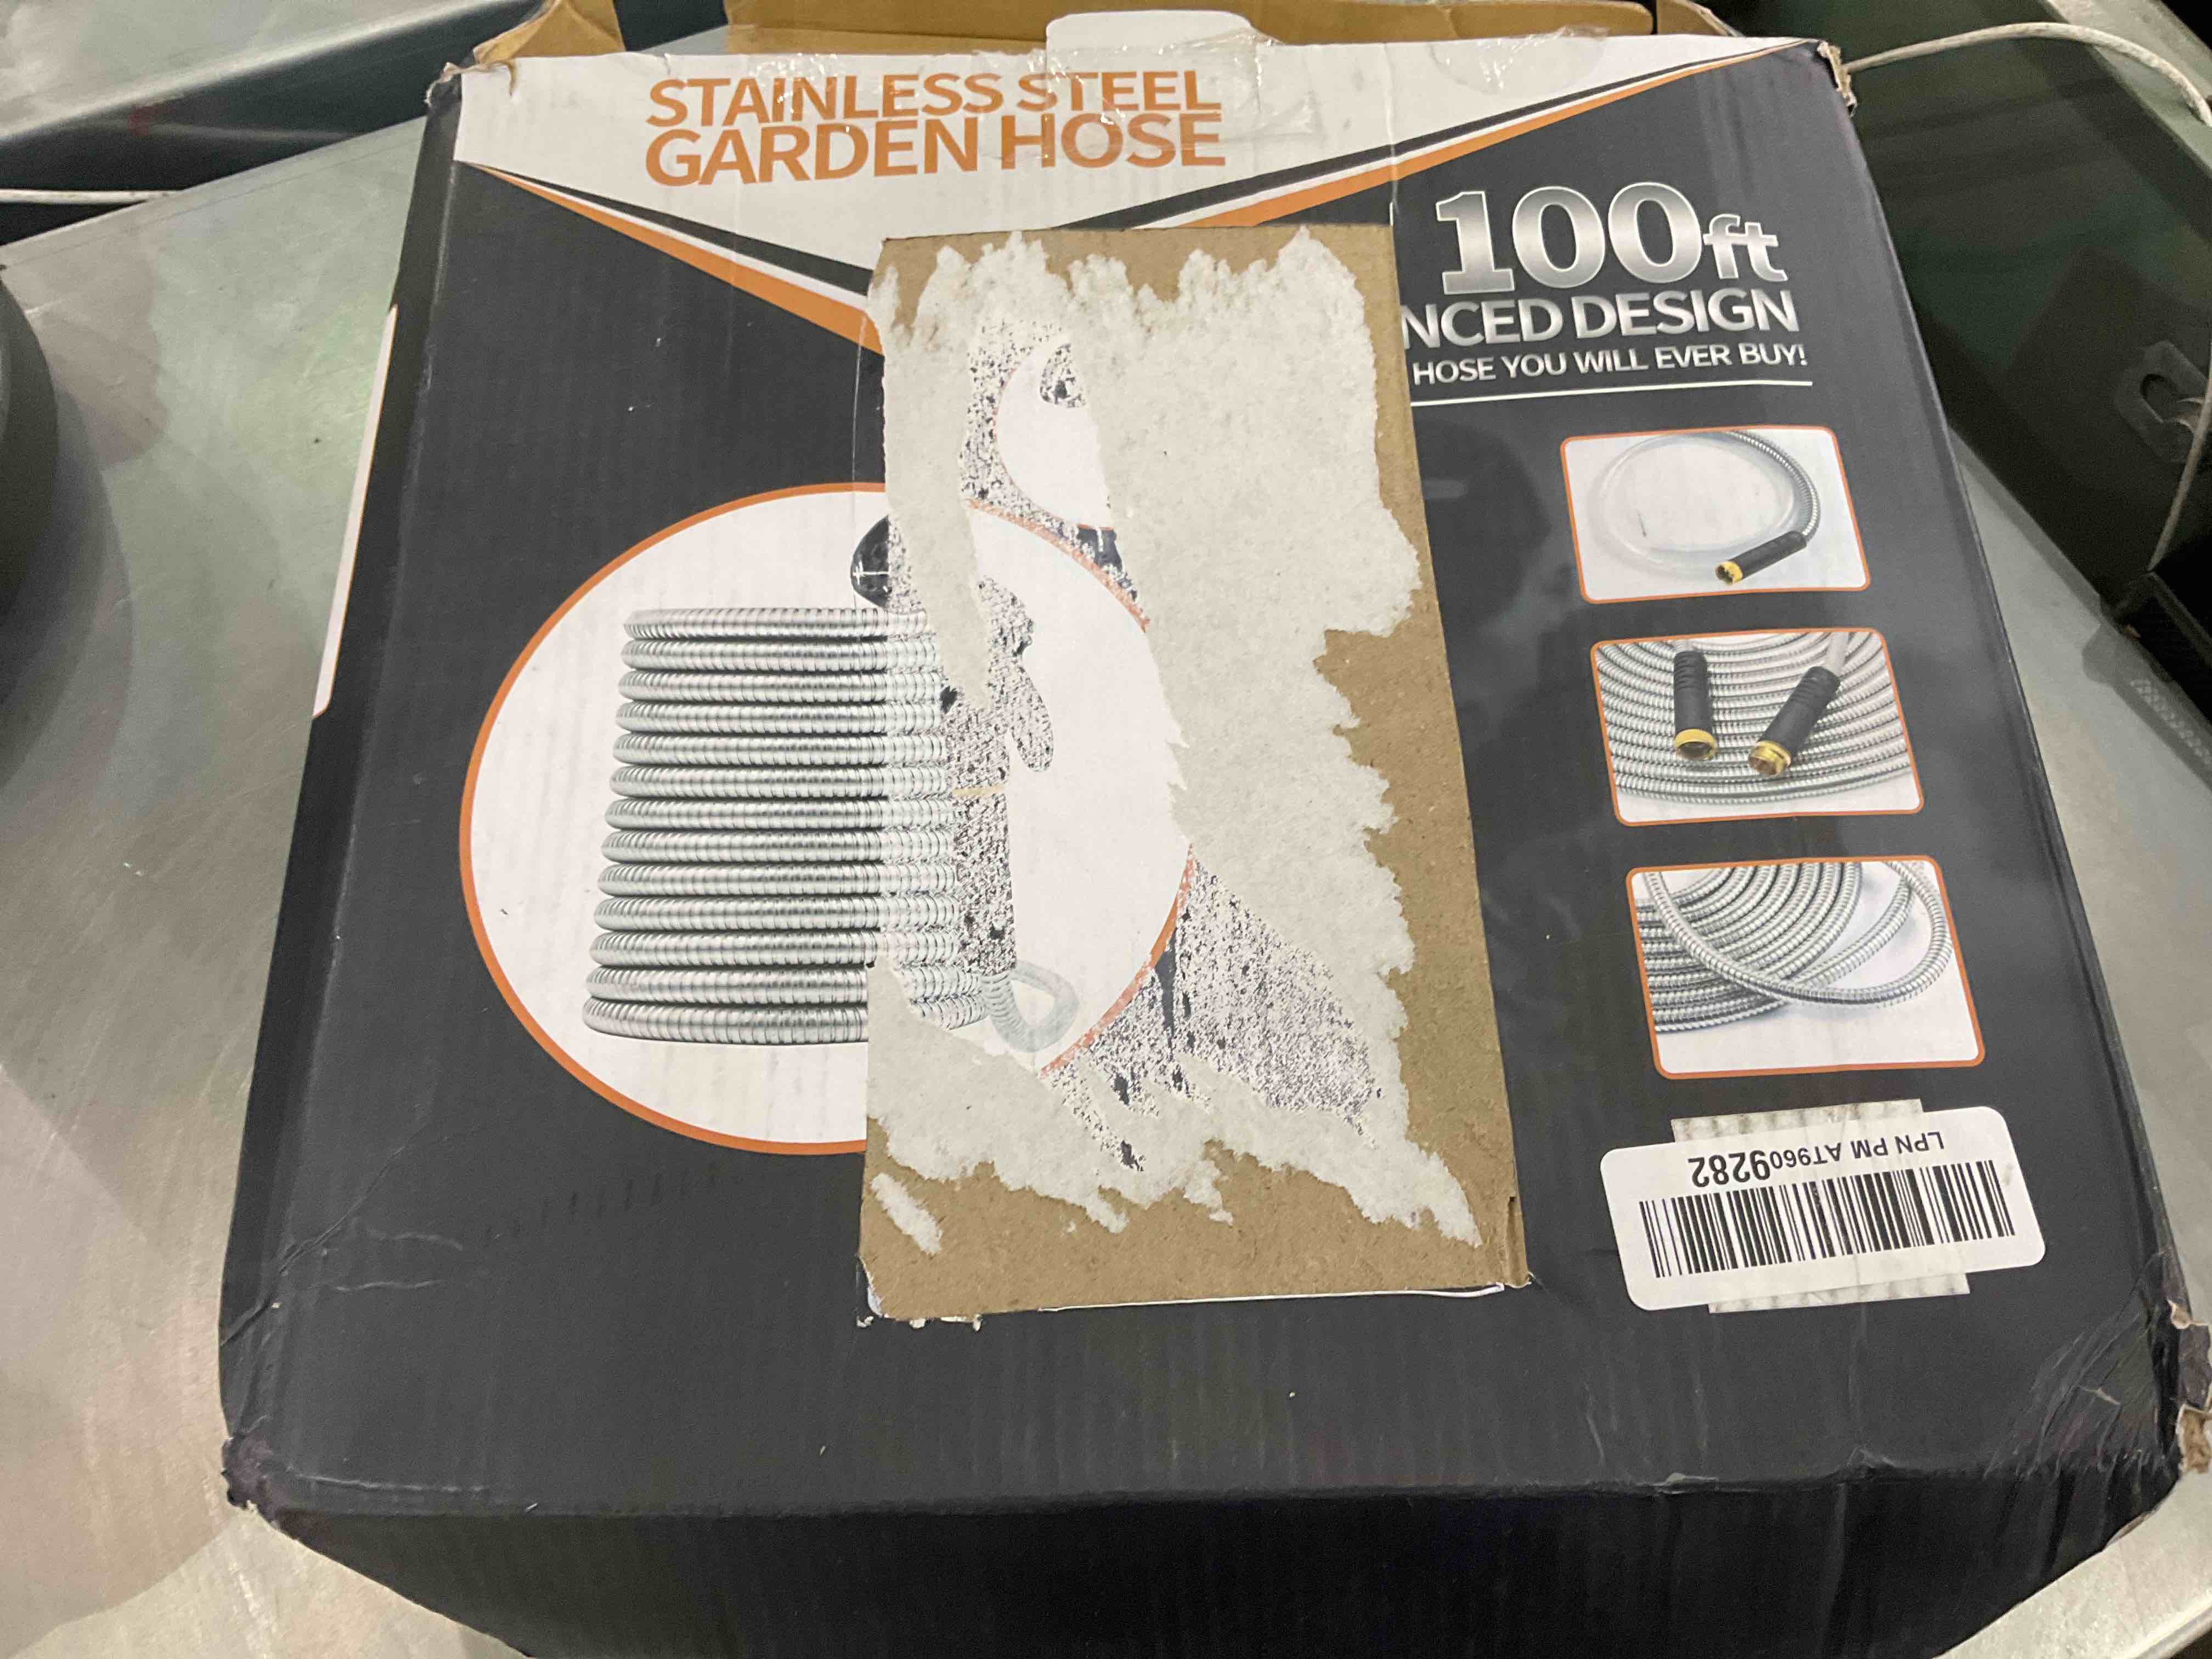 STAINLESS STEEL
GARDEN HOSE
100ft
NCED DESIGN
HOSE YOU WILL EVER BUY!
LPN PM AT9609282